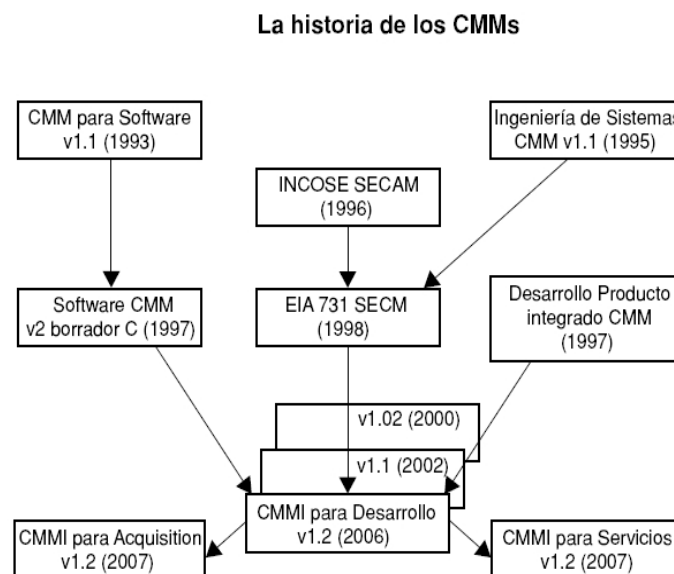 La historia de los CMMs
CMM para Software
v1.1 (1993)
Ingeniería de Sistemas
CMM v1.1 (1995)
INCOSE SECAM
(1996)
Software CMM
v2 borrador C (1997)
EIA 731 SECM
(1998)
Desarrollo Producto
integrado CMM
(1997)
v1.02 (2000)
v1.1 (2002)
CMMI para Desarrollo
v1.2 (2006)
CMMI para Acquisition
v1.2 (2007)
CMMI para Servicios
v1.2 (2007)